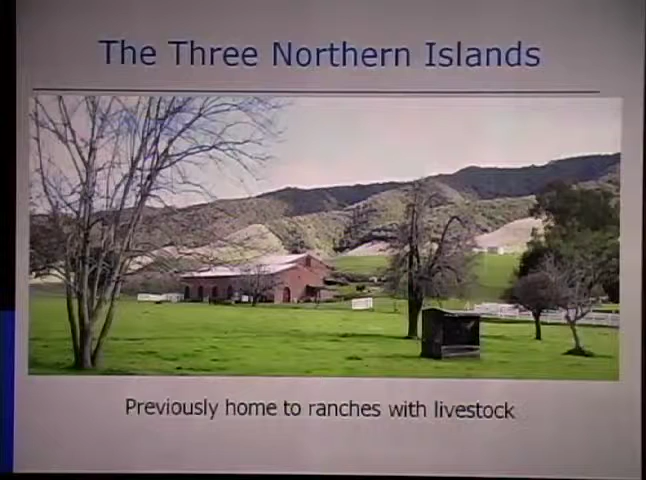 The Three Northern Islands
Previously home to ranches with livestock